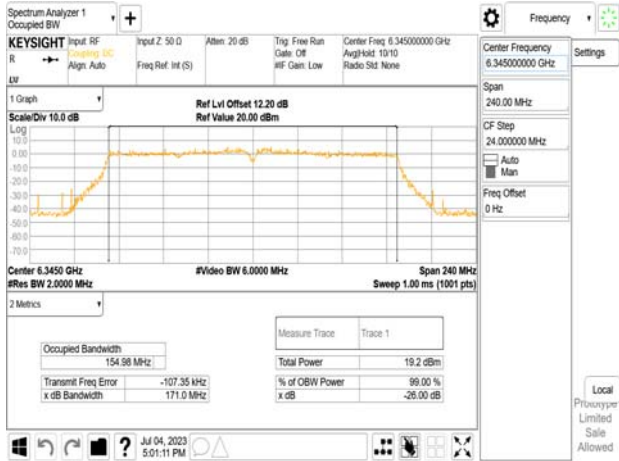 Spectrum Analyzer 1
Occupied BW
KEYSIGHT
R
Input: RF
Coupling: DC
Align: Auto
Input Z: 50 Ω
Freq Ref: Int (S)
Atten: 20 dB
Trig: Free Run
Gate: Off
#IF Gain: Low
Center Freq: 6.345000000 GHz
Avg|Hold: 10/10
Radio Std: None
1 Graph
Scale/Div 10.0 dB
Ref Lvl Offset 12.20 dB
Ref Value 20.00 dBm
Log
10.0
0.00
-10.0
-20.0
-30.0
-40.0
-50.0
-60.0
-70.0
Center 6.3450 GHz
#Res BW 2.0000 MHz
#Video BW 6.0000 MHz
Span 240 MHz
Sweep 1.00 ms (1001 pts)
2 Metrics
Measure Trace Trace 1
Occupied Bandwidth
154.98 MHz
Total Power 19.2 dBm
Transmit Freq Error -107.35 kHz
% of OBW Power 99.00 %
x dB Bandwidth 171.0 MHz
x dB -26.00 dB
Jul 04, 2023
5:01:11 PM
Frequency
Center Frequency
6.345000000 GHz
Settings
Span
240.00 MHz
CF Step
24.000000 MHz
Auto
Man
Freq Offset
0 Hz
Local
Prototype
Limited
Sale
Allowed